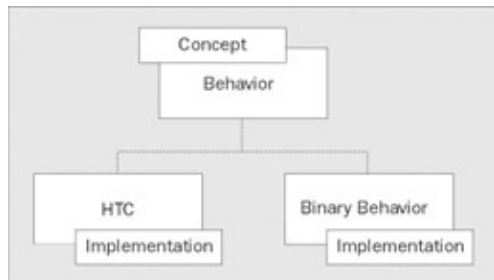 Concept
Behavior
HTC
Implementation
Binary Behavior
Implementation